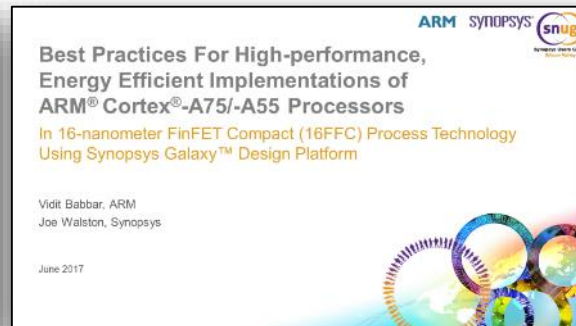 ARM SYNOPSYS®
snug
Best Practices For High-performance,
Energy Efficient Implementations of
ARM® Cortex®-A75/-A55 Processors
In 16-nanometer FinFET Compact (16FFC) Process Technology
Using Synopsys Galaxy™ Design Platform
Vidit Babbar, ARM
Joe Walston, Synopsys
June 2017